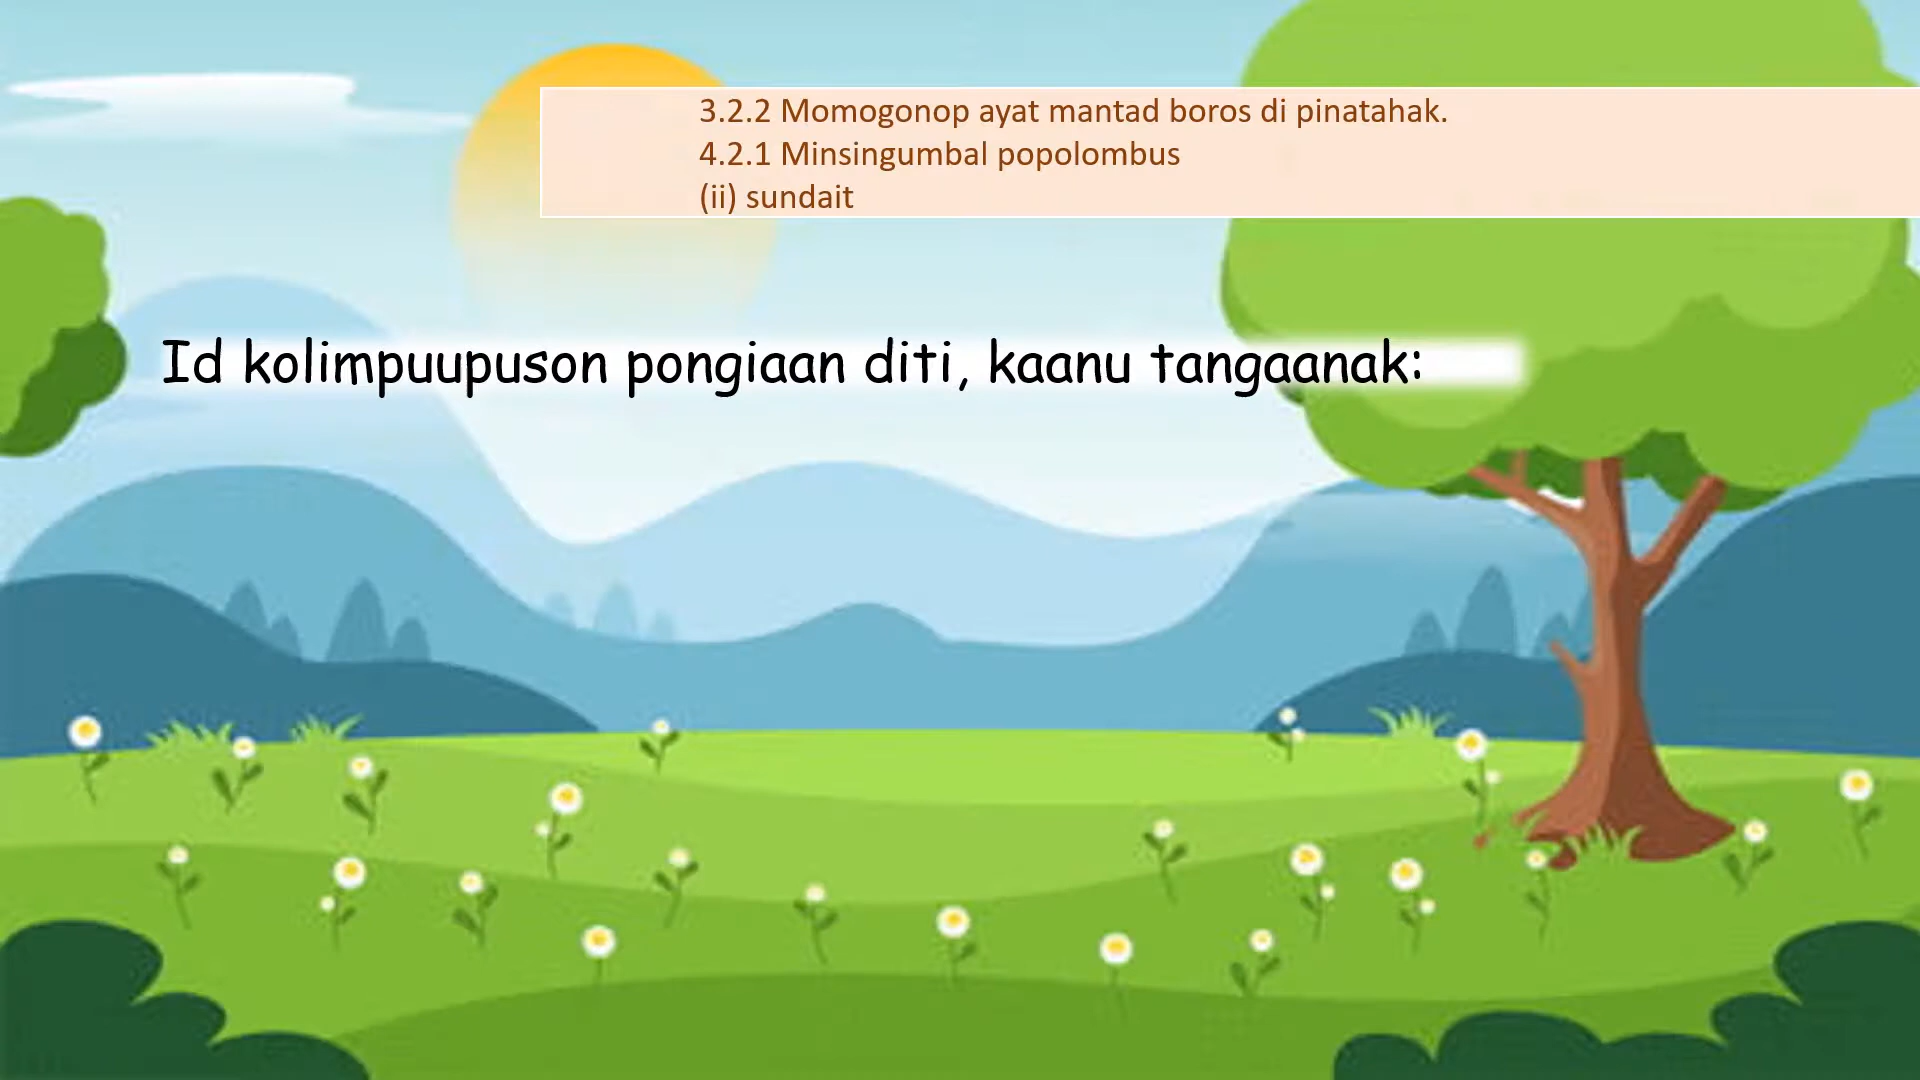 3.2.2 Momogonop ayat mantad boros di pinatahak.
4.2.1 Minsingumbal popolombus
(ii) sundait
Id kolimpuupuson pongiaan diti, kaanu tangaanak: